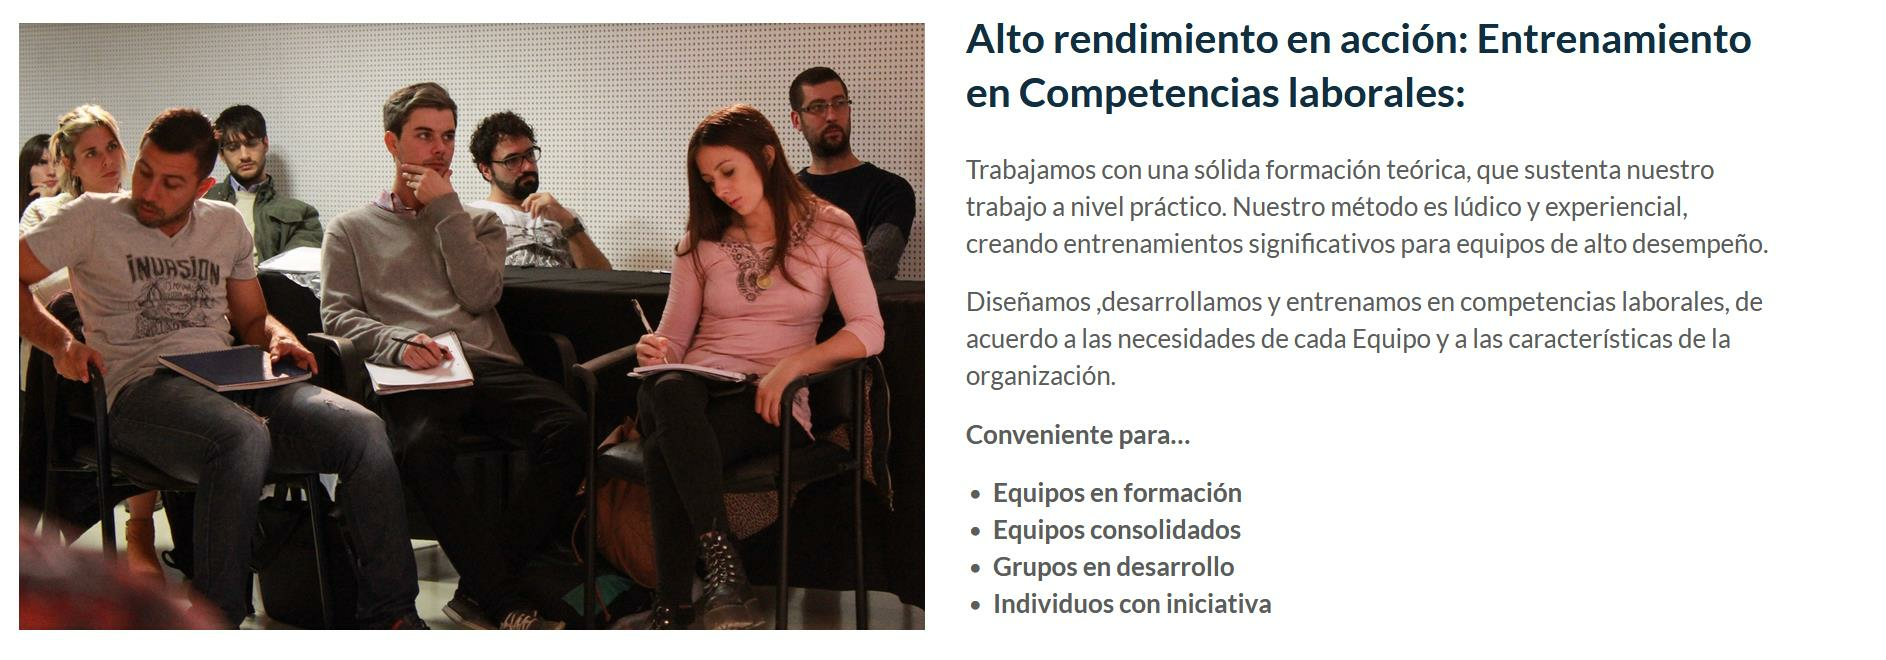 INVASION
Alto rendimiento en acción: Entrenamiento
en Competencias laborales:
Trabajamos con una sólida formación teórica, que sustenta nuestro
trabajo a nivel práctico. Nuestro método es lúdico y experiencial,
creando entrenamientos significativos para equipos de alto desempeño.
Diseñamos ,desarrollamos y entrenamos en competencias laborales, de
acuerdo a las necesidades de cada Equipo y a las características de la
organización.
Conveniente para...
• Equipos en formación
• Equipos consolidados
• Grupos en desarrollo
• Individuos con iniciativa